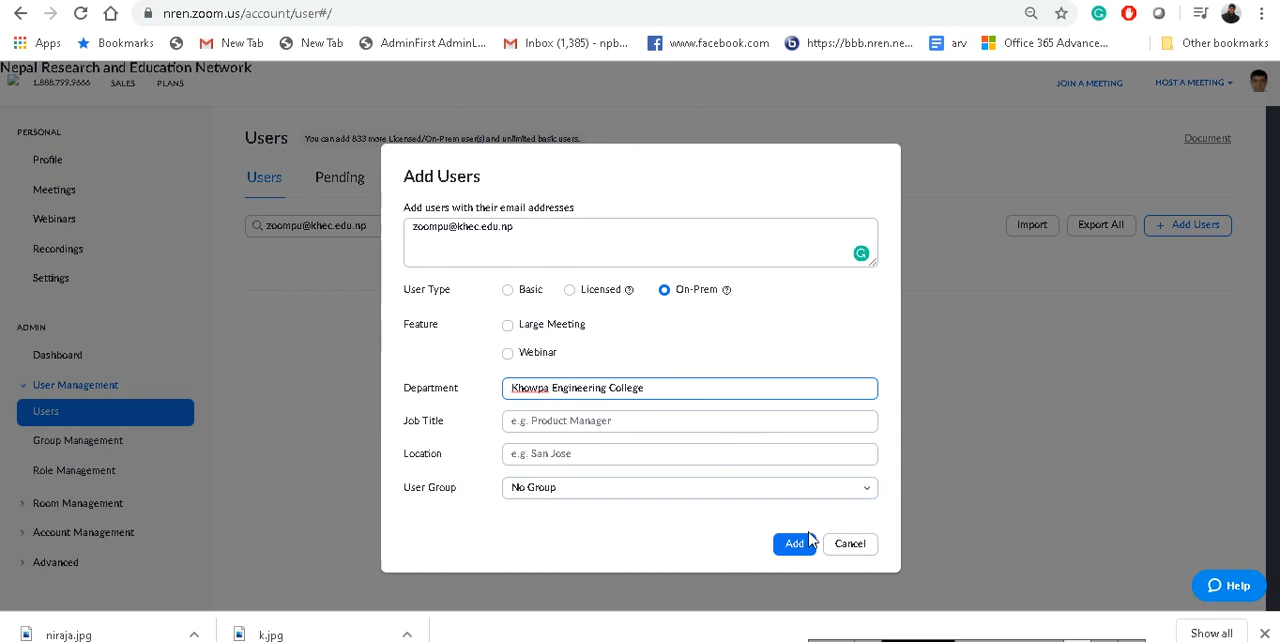 nren.zoom.us/account/user#/
Apps Bookmarks New Tab New Tab AdminFirst AdminL... Inbox (1,385) - npb... www.facebook.com https://bbb.nren.ne... arv Office 365 Advance... Other bookmarks
Nepal Research and Education Network
1.888.799.9666 SALES PLANS JOIN A MEETING HOST A MEETING
PERSONAL
Profile
Meetings
Webinars
Recordings
Settings
ADMIN
Dashboard
User Management
Users
Group Management
Role Management
Room Management
Account Management
Advanced
Users You can add 833 more Licensed/On-Prem user(s) and unlimited basic users. Document
Users Pending
zoompu@khec.edu.np Import Export All + Add Users
Add Users
Add users with their email addresses
zoompu@khec.edu.np
User Type Basic Licensed On-Prem
Feature Large Meeting
Webinar
Department Khowpa Engineering College
Job Title e.g. Product Manager
Location e.g. San Jose
User Group No Group
Add Cancel
Help
niraja.jpg k.jpg Show all